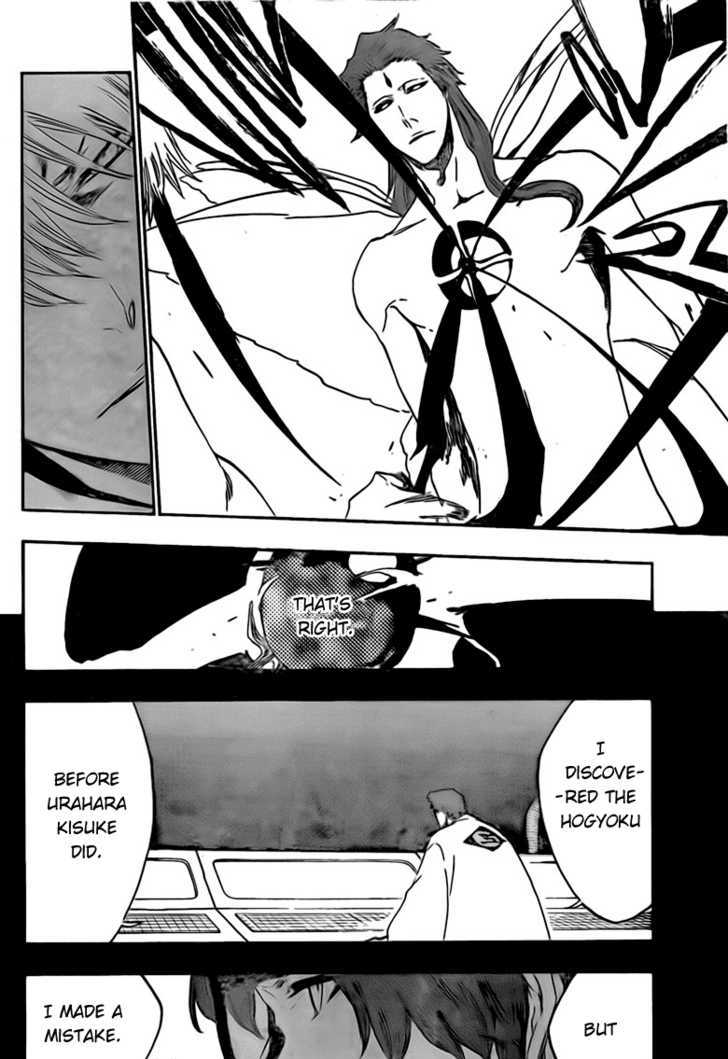 THAT'S
RIGHT.
I
DISCOVE-
-RED THE
HOGYOKU
BEFORE
URAHARA
KISUKE
DID.
BUT
I MADE A
MISTAKE.